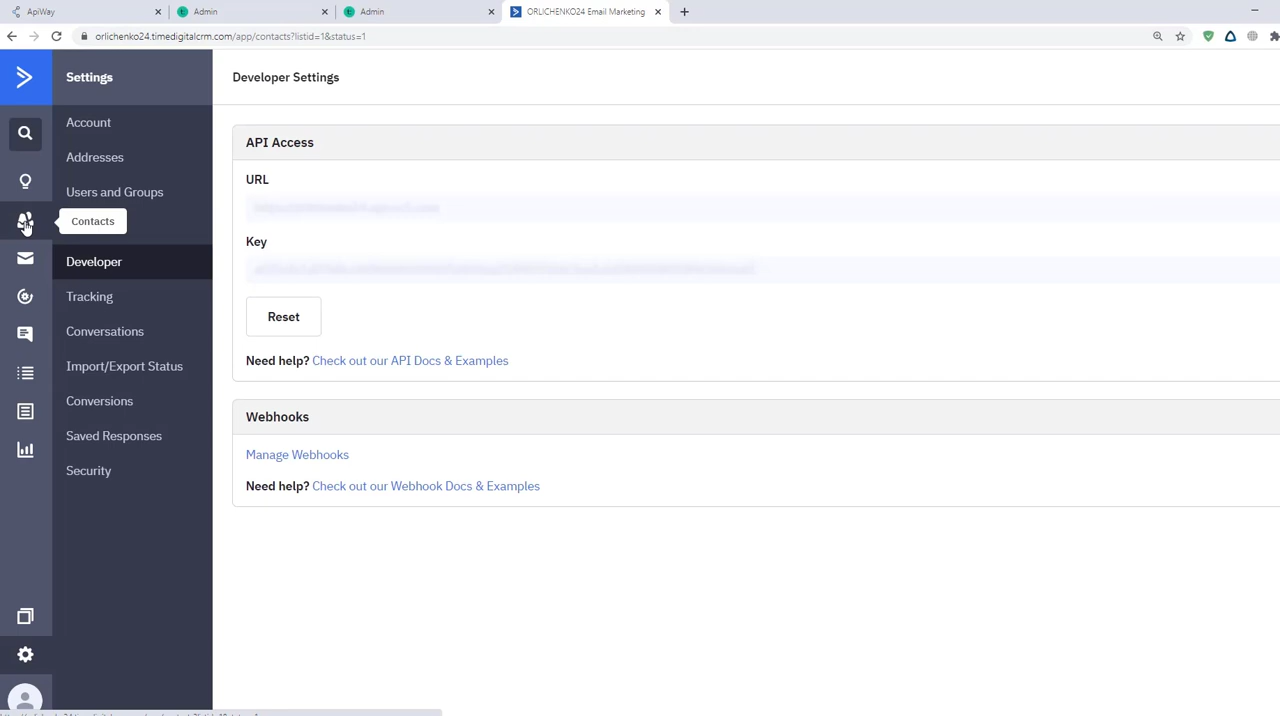 ApiWay
Admin
Admin
ORLICHENKO24 Email Marketing
orlichenko24.timedigitalcrm.com/app/contacts?listid=1&status=1
Settings
Account
Addresses
Users and Groups
Contacts
Developer
Tracking
Conversations
Import/Export Status
Conversions
Saved Responses
Security
Developer Settings
API Access
URL
Key
Reset
Need help? Check out our API Docs & Examples
Webhooks
Manage Webhooks
Need help? Check out our Webhook Docs & Examples